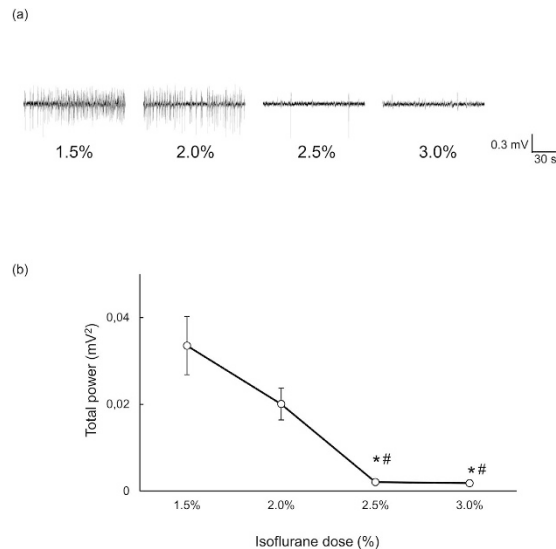 (a)
1.5% 2.0% 2.5% 3.0%
0.3 mV
30 s
(b)
Total power (mV²)
0,04
0,02
0
*# *#
1.5% 2.0% 2.5% 3.0%
Isoflurane dose (%)